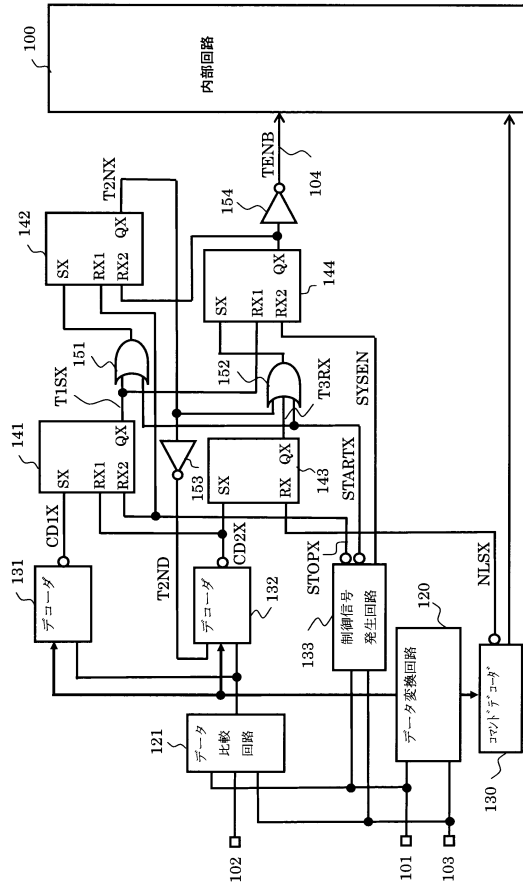 100
内部回路
142
SX
RX1
RX2
QX
T2NX
154
TENB
104
151
T1SX
141
SX
RX1
RX2
QX
144
SX
RX1
RX2
QX
152
T3RX
153
143
SX
RX
QX
CD1X
131
デコーダ
T2ND
CD2X
132
デコーダ
STOPX
STARTX
SYSEN
133
制御信号
発生回路
121
データ
比較
回路
120
データ変換回路
NLSX
130
コマンドデコーダ
102
101
103